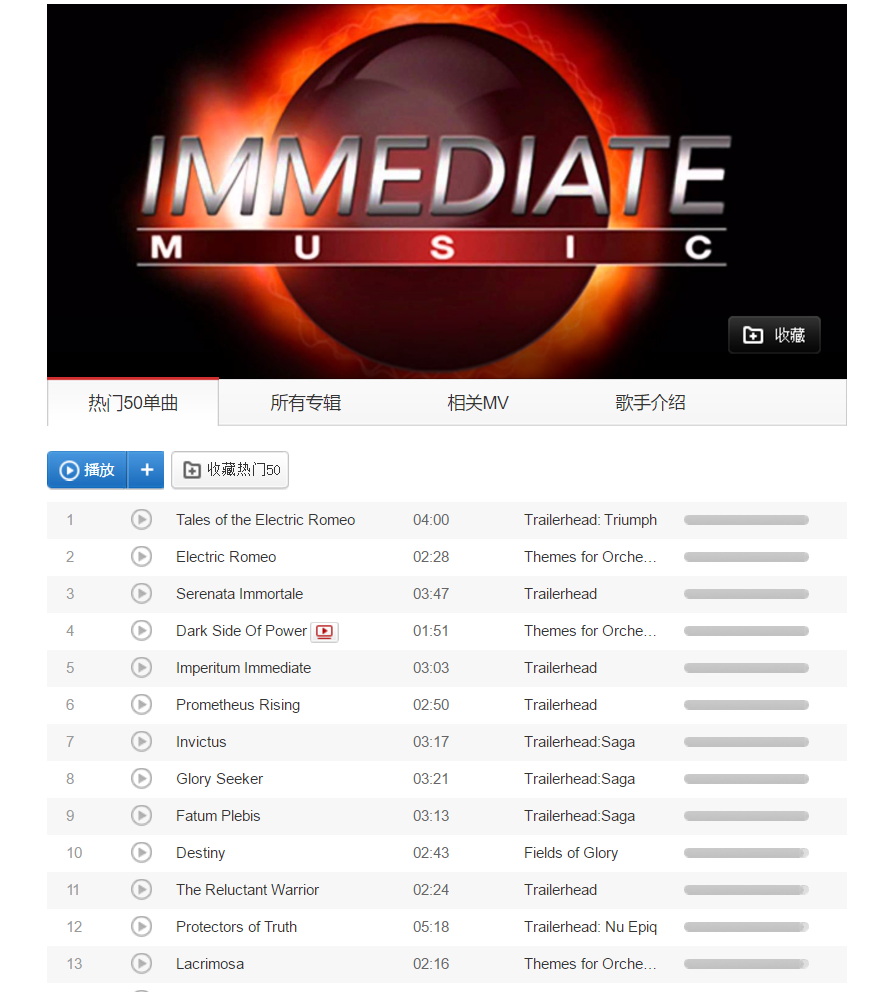 IMMEDIATE
MUSIC
收藏
热门50单曲 所有专辑 相关MV 歌手介绍
播放 + 收藏热门50
1 Tales of the Electric Romeo 04:00 Trailerhead: Triumph
2 Electric Romeo 02:28 Themes for Orche…
3 Serenata Immortale 03:47 Trailerhead
4 Dark Side Of Power 01:51 Themes for Orche…
5 Imperitum Immediate 03:03 Trailerhead
6 Prometheus Rising 02:50 Trailerhead
7 Invictus 03:17 Trailerhead:Saga
8 Glory Seeker 03:21 Trailerhead:Saga
9 Fatum Plebis 03:13 Trailerhead:Saga
10 Destiny 02:43 Fields of Glory
11 The Reluctant Warrior 02:24 Trailerhead
12 Protectors of Truth 05:18 Trailerhead: Nu Epiq
13 Lacrimosa 02:16 Themes for Orche…